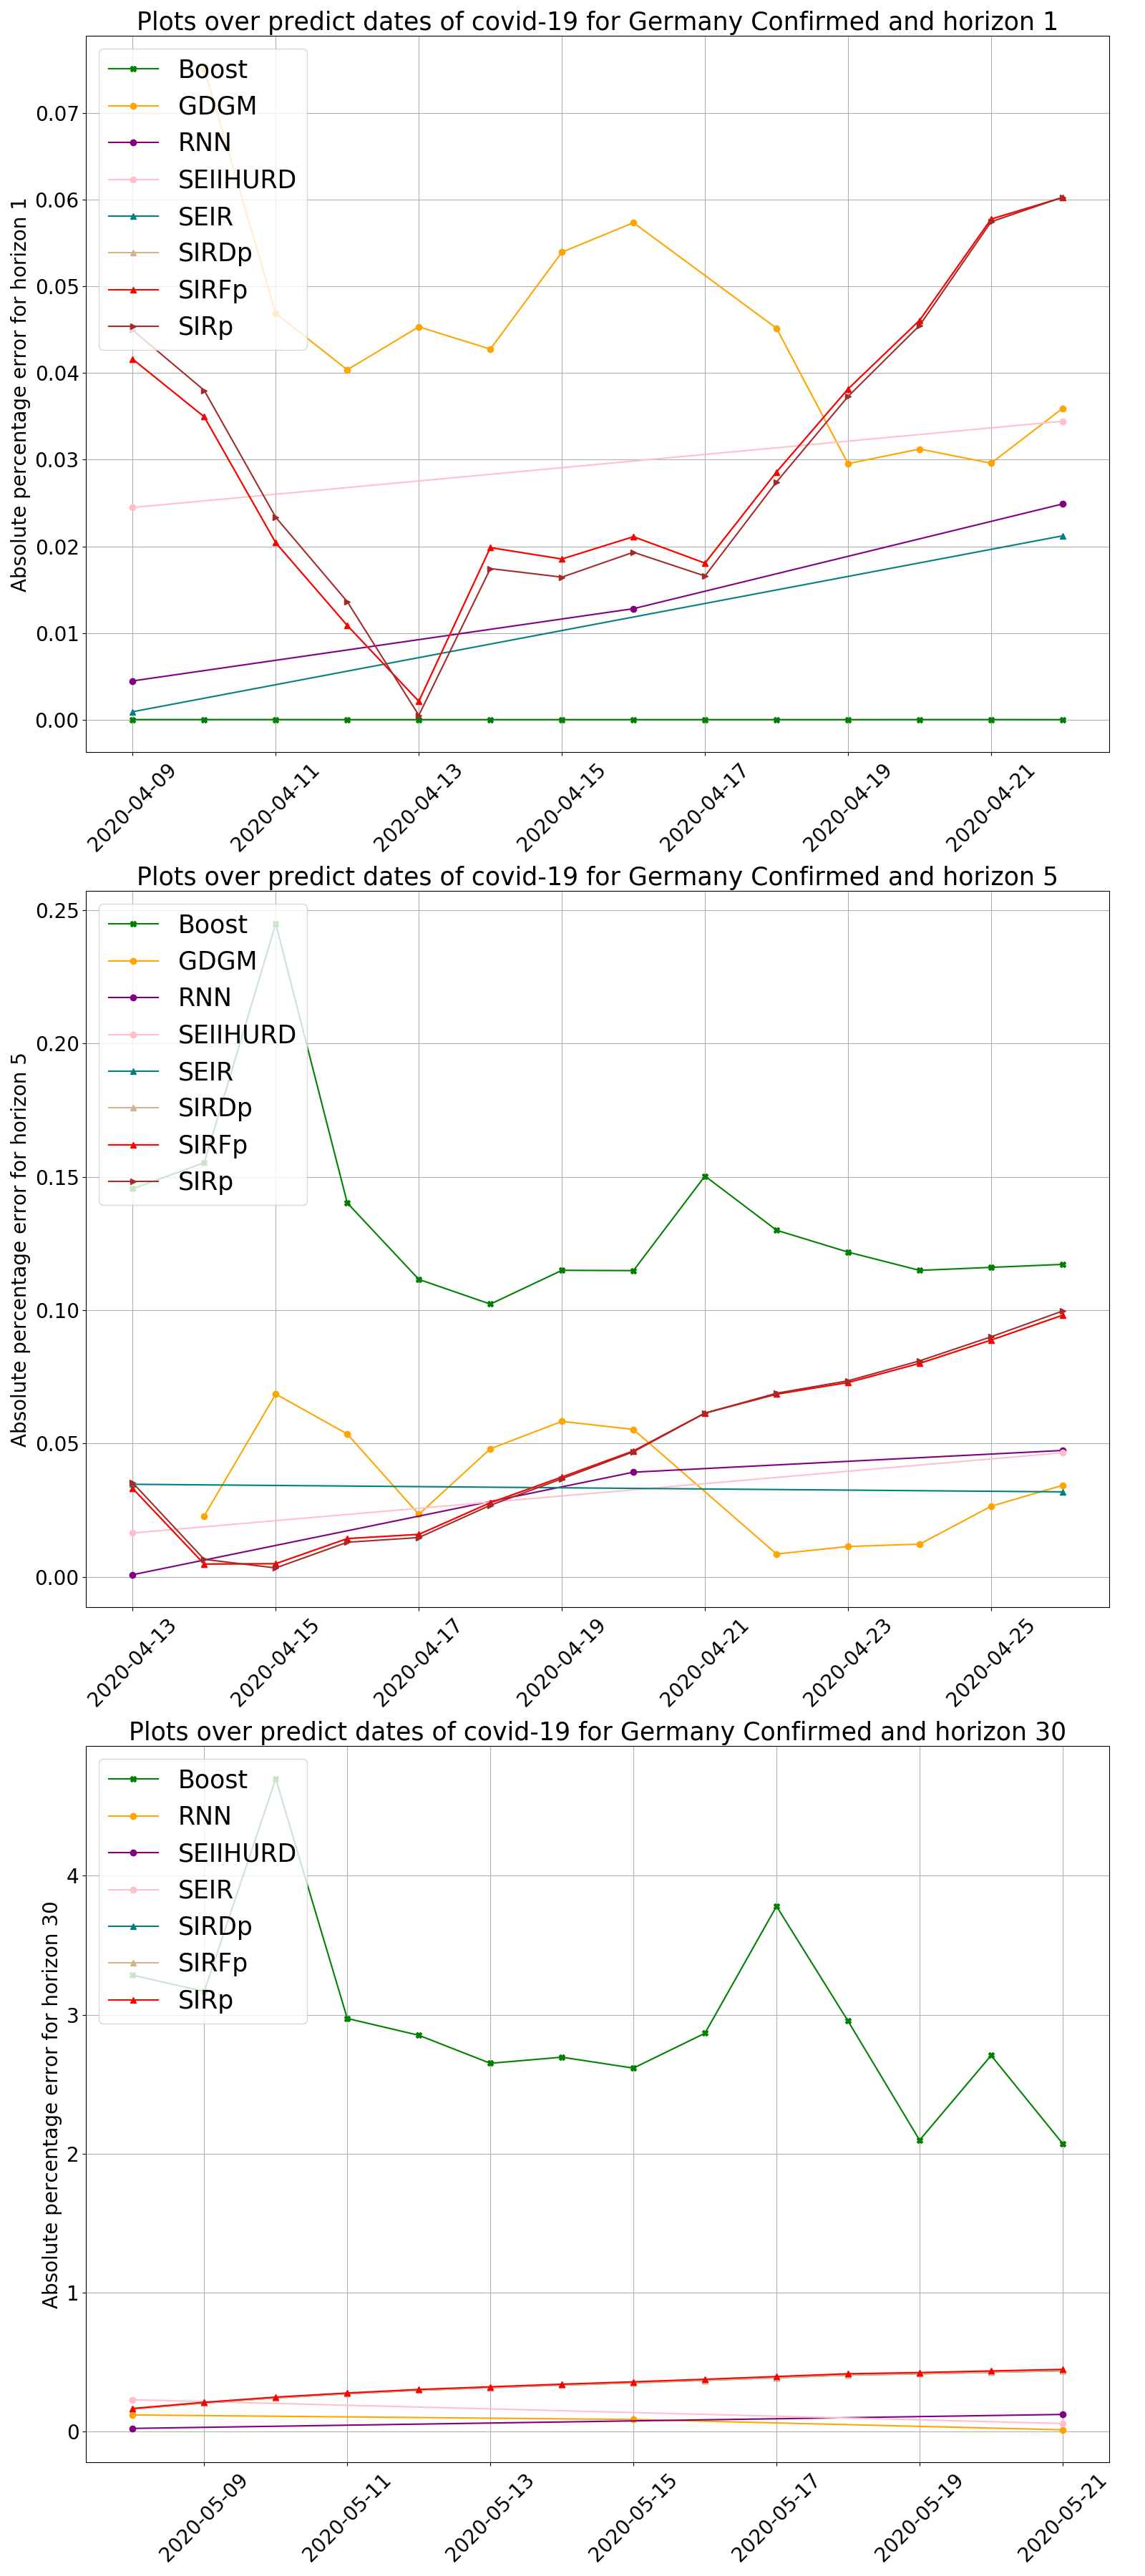 Plots over predict dates of covid-19 for Germany Confirmed and horizon 1
Boost
GDGM
RNN
SEIIHURD
SEIR
SIRDp
SIRFp
SIRp
Absolute percentage error for horizon 1
0.07
0.06
0.05
0.04
0.03
0.02
0.01
0.00
2020-04-09
2020-04-11
2020-04-13
2020-04-15
2020-04-17
2020-04-19
2020-04-21
Plots over predict dates of covid-19 for Germany Confirmed and horizon 5
Boost
GDGM
RNN
SEIIHURD
SEIR
SIRDp
SIRFp
SIRp
Absolute percentage error for horizon 5
0.25
0.20
0.15
0.10
0.05
0.00
2020-04-13
2020-04-15
2020-04-17
2020-04-19
2020-04-21
2020-04-23
2020-04-25
Plots over predict dates of covid-19 for Germany Confirmed and horizon 30
Boost
RNN
SEIIHURD
SEIR
SIRDp
SIRFp
SIRp
Absolute percentage error for horizon 30
4
3
2
1
0
2020-05-09
2020-05-11
2020-05-13
2020-05-15
2020-05-17
2020-05-19
2020-05-21